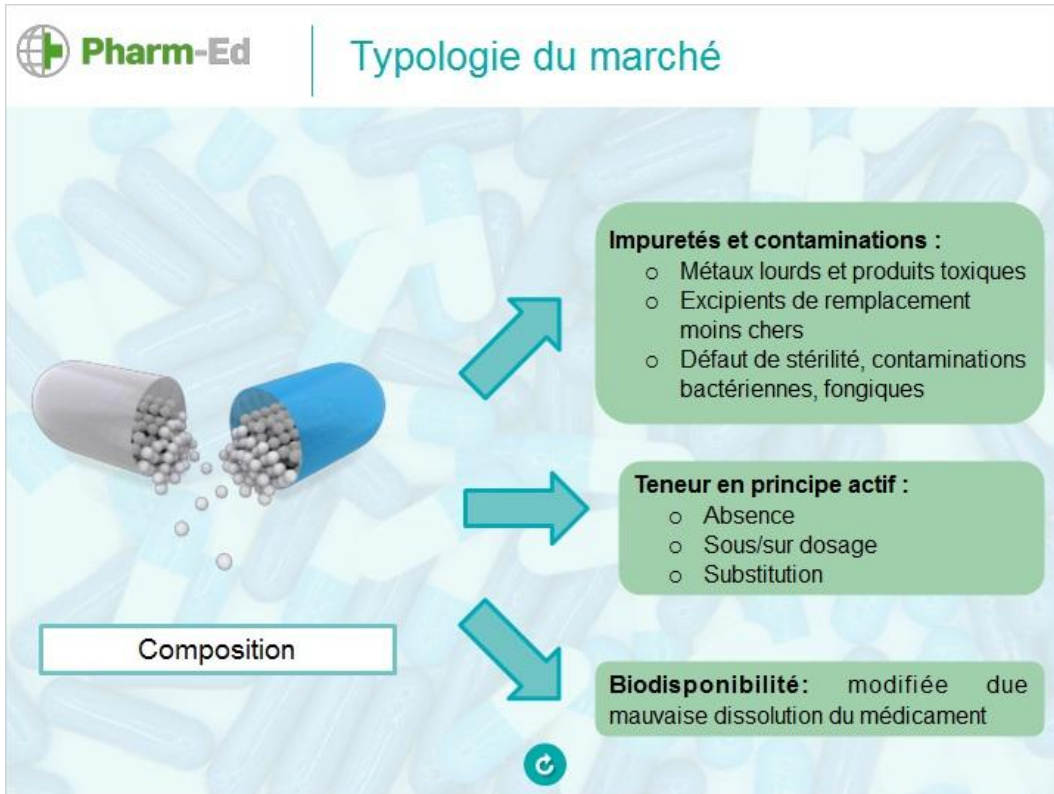 Pharm-Ed
Typologie du marché
Impuretés et contaminations :
o Métaux lourds et produits toxiques
o Excipients de remplacement
moins chers
o Défaut de stérilité, contaminations
bactériennes, fongiques
Teneur en principe actif :
o Absence
o Sous/sur dosage
o Substitution
Composition
Biodisponibilité: modifiée due
mauvaise dissolution du médicament